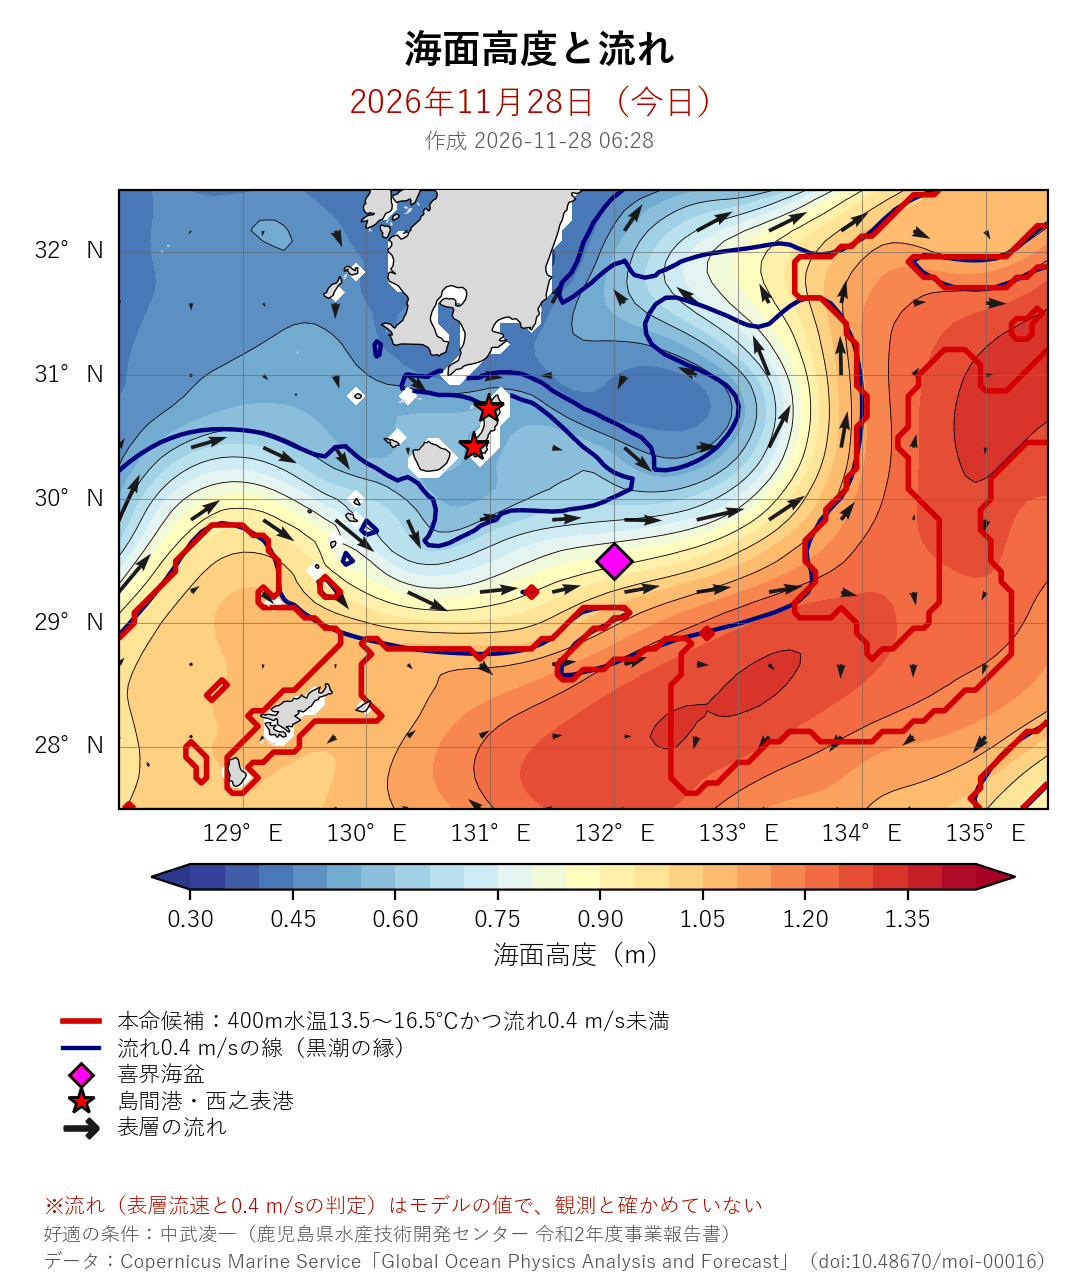 海面高度と流れ
2026年11月28日（今日）
作成 2026-11-28 06:28
32° N
31° N
30° N
29° N
28° N
129° E 130° E 131° E 132° E 133° E 134° E 135° E
0.30 0.45 0.60 0.75 0.90 1.05 1.20 1.35
海面高度（m）
本命候補：400m水温13.5～16.5℃かつ流れ0.4 m/s未満
流れ0.4 m/sの線（黒潮の縁）
喜界海盆
島間港・西之表港
表層の流れ
※流れ（表層流速と0.4 m/sの判定）はモデルの値で、観測と確かめていない
好適の条件：中武凌一（鹿児島県水産技術開発センター 令和2年度事業報告書）
データ：Copernicus Marine Service「Global Ocean Physics Analysis and Forecast」（doi:10.48670/moi-00016）